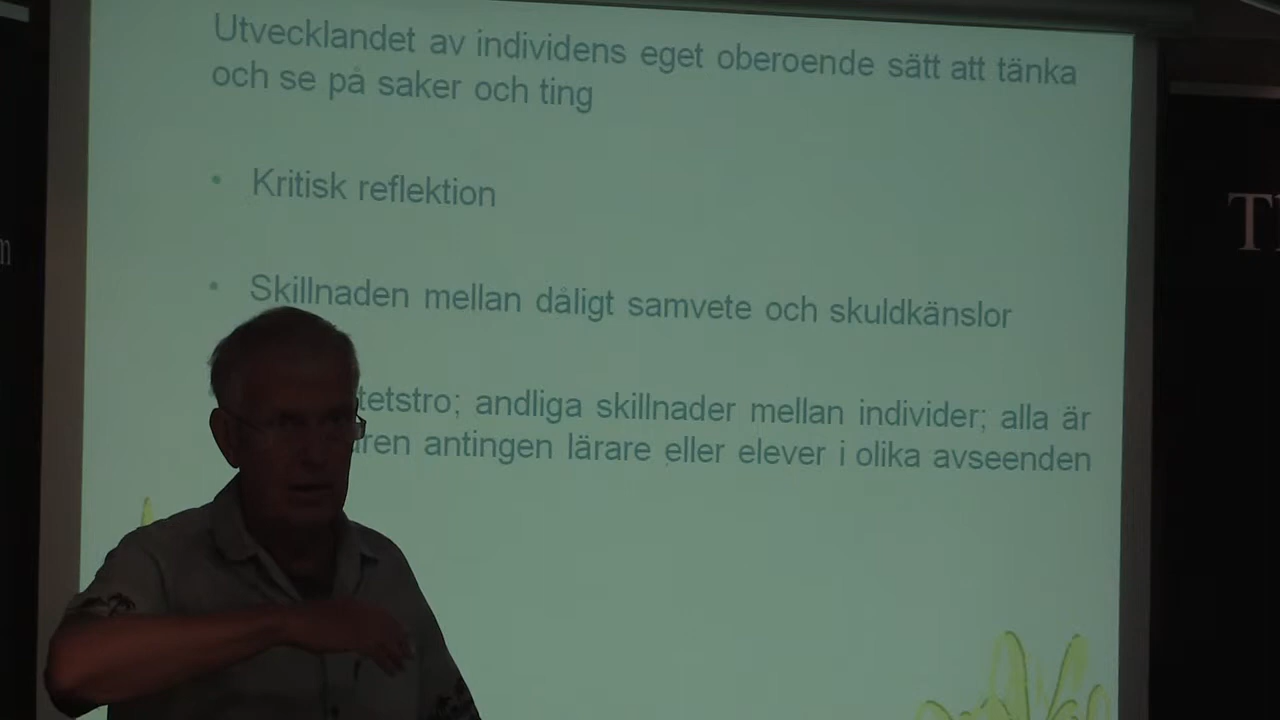 Utvecklandet av individens eget oberoende sätt att tänka
och se på saker och ting
• Kritisk reflektion
• Skillnaden mellan dåligt samvete och skuldkänslor
tetstro; andliga skillnader mellan individer; alla är
ren antingen lärare eller elever i olika avseenden
m